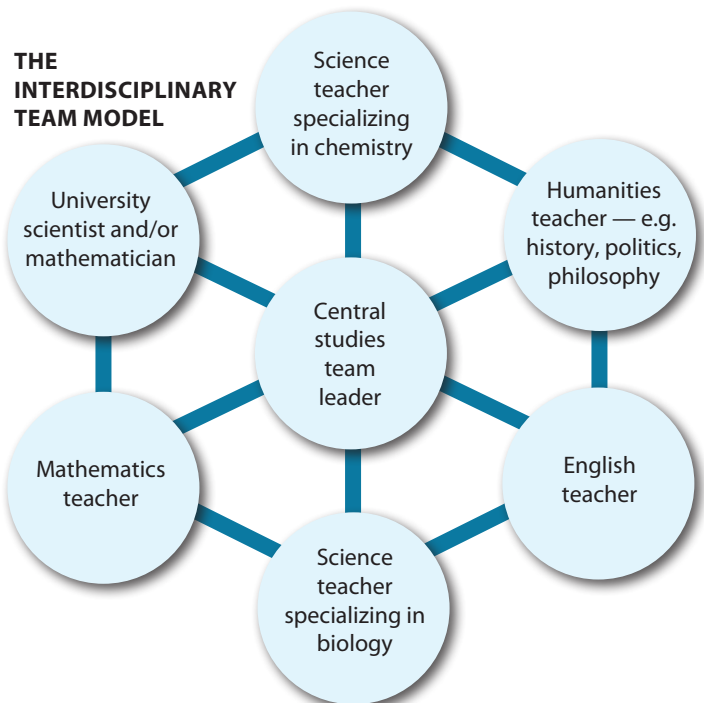 THE
INTERDISCIPLINARY
TEAM MODEL
Science
teacher
specializing
in chemistry
University
scientist and/or
mathematician
Humanities
teacher — e.g.
history, politics,
philosophy
Central
studies
team
leader
Mathematics
teacher
English
teacher
Science
teacher
specializing in
biology